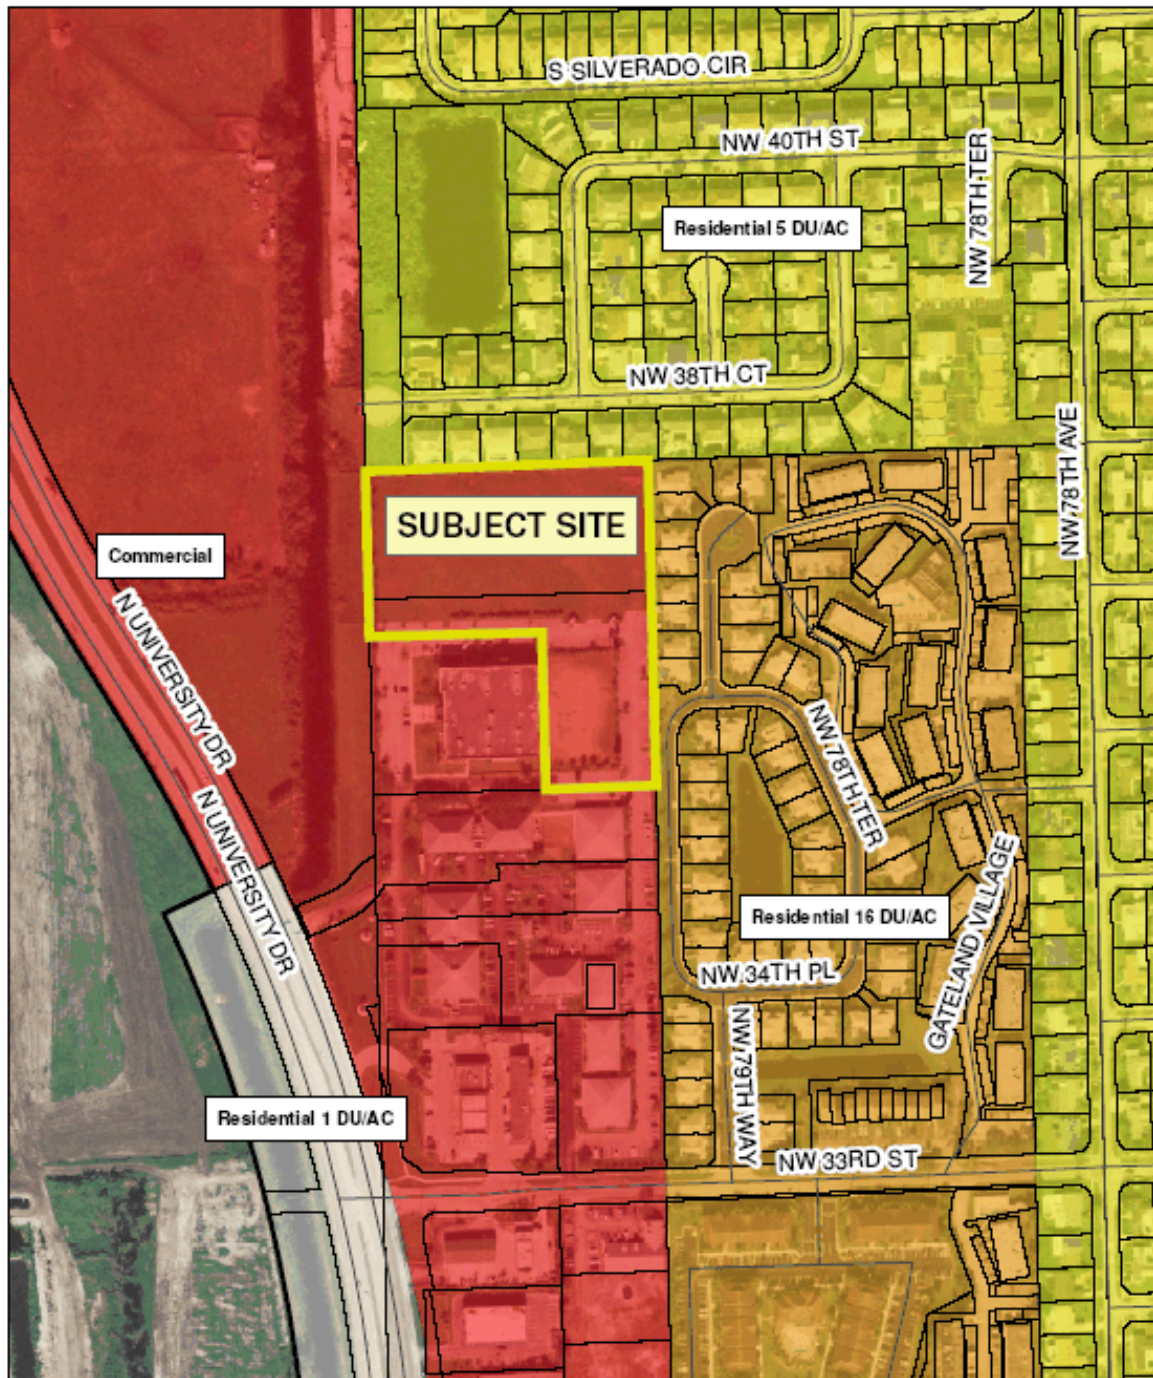 S SILVERADO CIR
NW 40TH ST
NW 78TH TER
Residential 5 DU/AC
NW 38TH CT
NW 78TH AVE
SUBJECT SITE
Commercial
N UNIVERSITY DR
NW 78TH TER
N UNIVERSITY DR
GATELAND VILLAGE
Residential 16 DU/AC
NW 34TH PL
NW 79TH WAY
Residential 1 DU/AC
NW 33RD ST